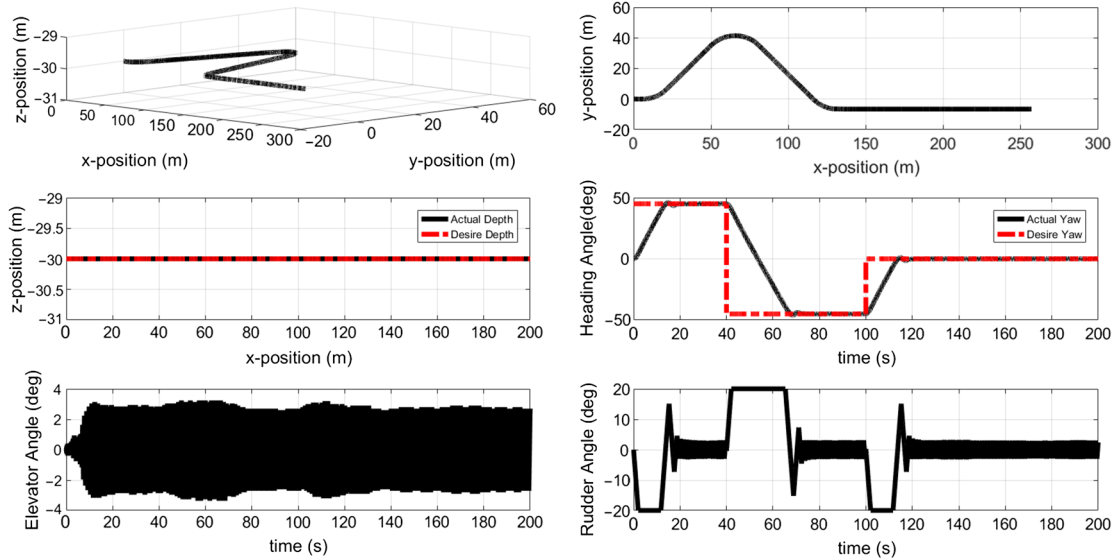 z-position (m)
-29
-30
-31
0
50
100
150
200
250
300
-20
0
20
40
60
x-position (m)
y-position (m)
y-position (m)
60
40
20
0
-20
0
50
100
150
200
250
300
x-position (m)
z-position (m)
-29
-29.5
-30
-30.5
-31
Actual Depth
Desire Depth
0 20 40 60 80 100 120 140 160 180 200
x-position (m)
Heading Angle(deg)
50
0
-50
Actual Yaw
Desire Yaw
0 20 40 60 80 100 120 140 160 180 200
time (s)
Elevator Angle (deg)
4
2
0
-2
-4
0 20 40 60 80 100 120 140 160 180 200
time (s)
Rudder Angle (deg)
20
10
0
-10
-20
0 20 40 60 80 100 120 140 160 180 200
time (s)